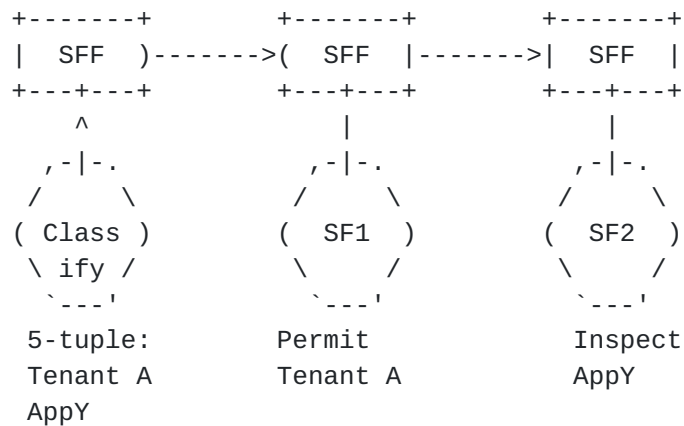 SFF SFF SFF
Class SF1 SF2
ify
5-tuple: Permit Inspect
Tenant A Tenant A AppY
AppY